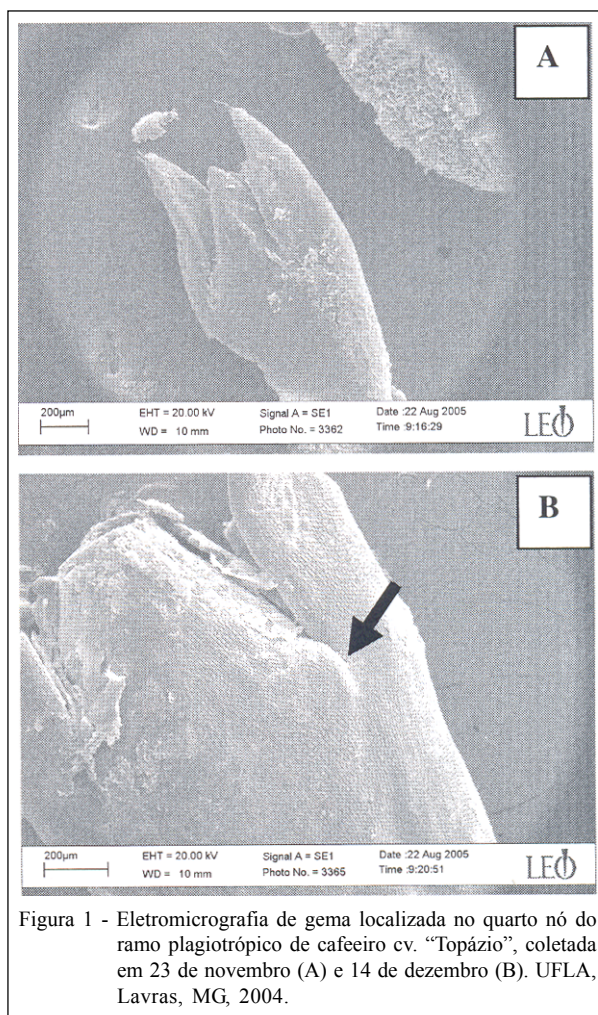 A
200µm EHT = 20.00 kV Signal A = SE1 Date :22 Aug 2005
WD = 10 mm Photo No. = 3362 Time :9:16:29
LEO
B
200µm EHT = 20.00 kV Signal A = SE1 Date :22 Aug 2005
WD = 10 mm Photo No. = 3365 Time :9:20:51
LEO
Figura 1 - Eletromicrografia de gema localizada no quarto nó do
ramo plagiotrópico de cafeeiro cv. “Topázio”, coletada
em 23 de novembro (A) e 14 de dezembro (B). UFLA,
Lavras, MG, 2004.